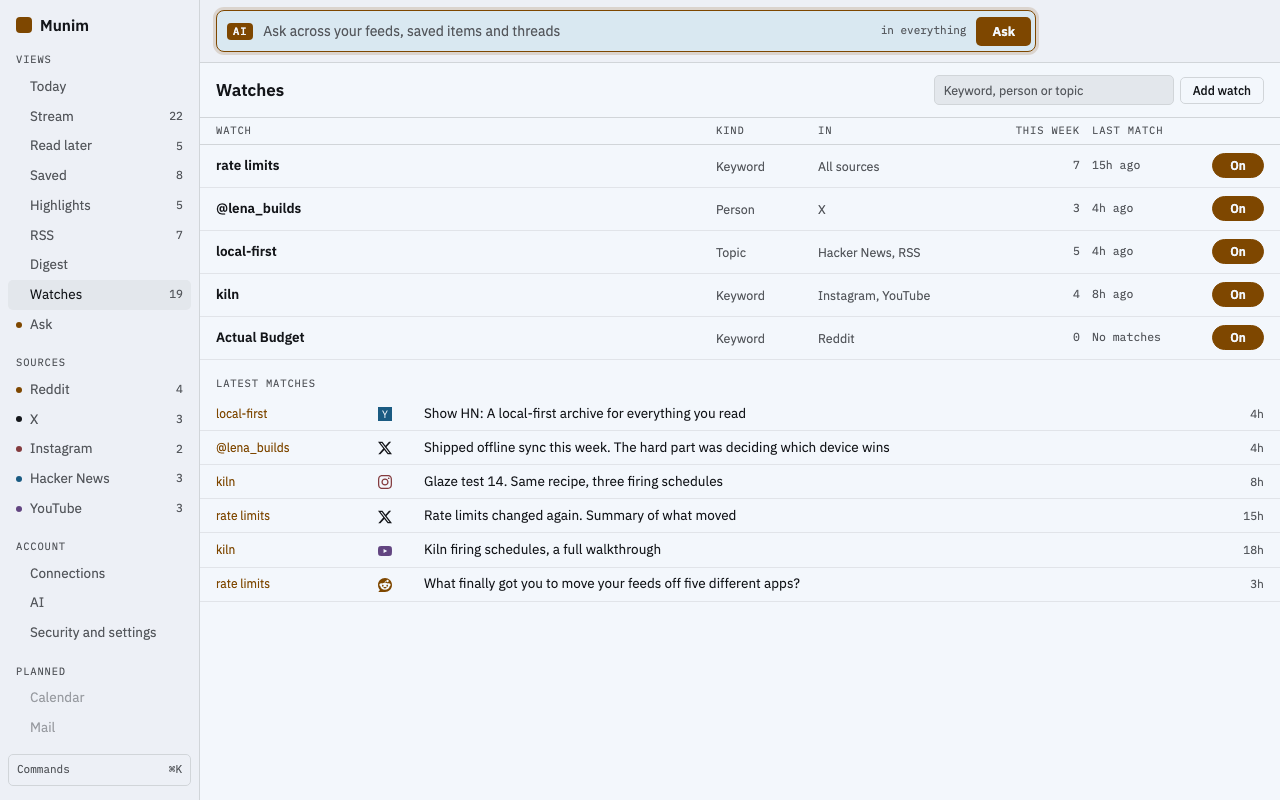 Munim
VIEWS
Today
Stream 22
Read later 5
Saved 8
Highlights 5
RSS 7
Digest
Watches 19
Ask
SOURCES
Reddit 4
X 3
Instagram 2
Hacker News 3
YouTube 3
ACCOUNT
Connections
AI
Security and settings
PLANNED
Calendar
Mail
Commands ⌘K
AI Ask across your feeds, saved items and threads in everything Ask
Watches Keyword, person or topic Add watch
WATCH KIND IN THIS WEEK LAST MATCH
rate limits Keyword All sources 7 15h ago On
@lena_builds Person X 3 4h ago On
local-first Topic Hacker News, RSS 5 4h ago On
kiln Keyword Instagram, YouTube 4 8h ago On
Actual Budget Keyword Reddit 0 No matches On
LATEST MATCHES
local-first Y Show HN: A local-first archive for everything you read 4h
@lena_builds Shipped offline sync this week. The hard part was deciding which device wins 4h
kiln Glaze test 14. Same recipe, three firing schedules 8h
rate limits Rate limits changed again. Summary of what moved 15h
kiln Kiln firing schedules, a full walkthrough 18h
rate limits What finally got you to move your feeds off five different apps? 3h